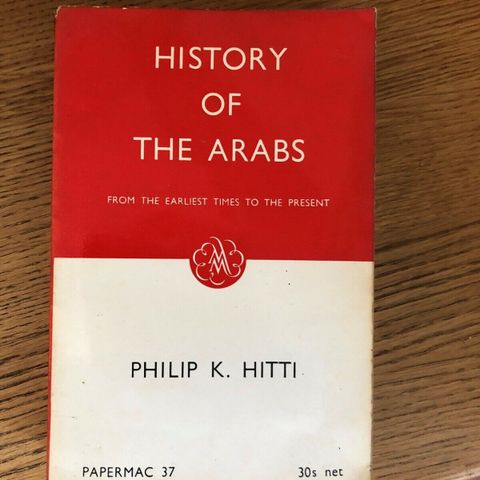 HISTORY
OF
THE ARABS
FROM THE EARLIEST TIMES TO THE PRESENT
M
PHILIP K. HITTI
PAPERMAC 37 30s net